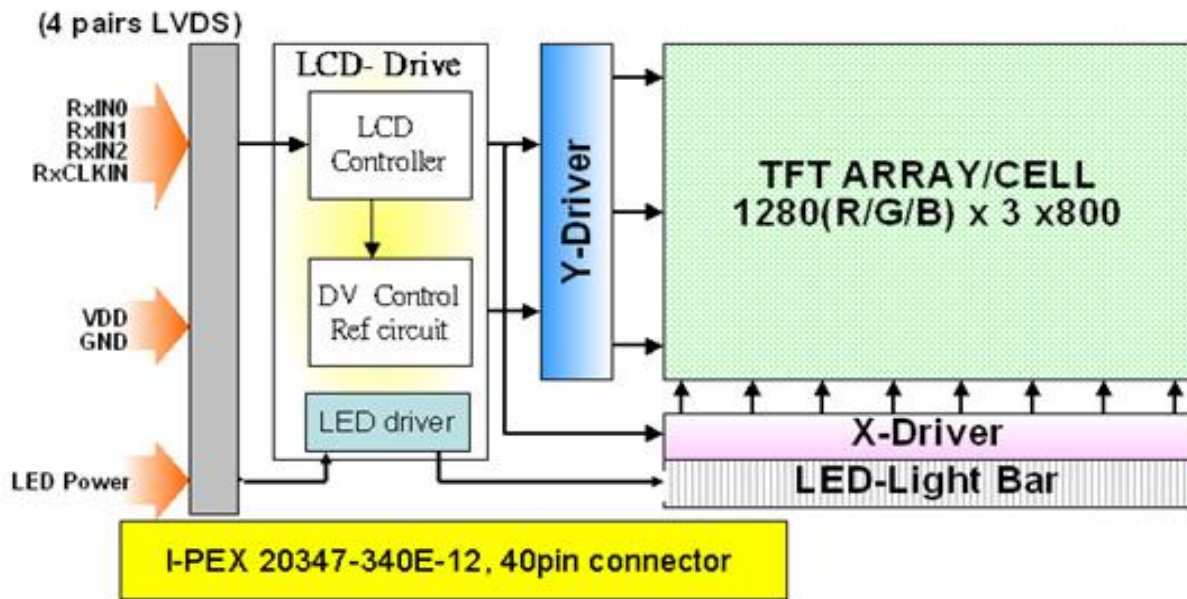 (4 pairs LVDS)
RxIN0
RxIN1
RxIN2
RxCLKIN
VDD
GND
LED Power
LCD- Drive
LCD
Controller
DV Control
Ref circuit
LED driver
Y-Driver
TFT ARRAY/CELL
1280(R/G/B) x 3 x800
X-Driver
LED-Light Bar
I-PEX 20347-340E-12, 40pin connector